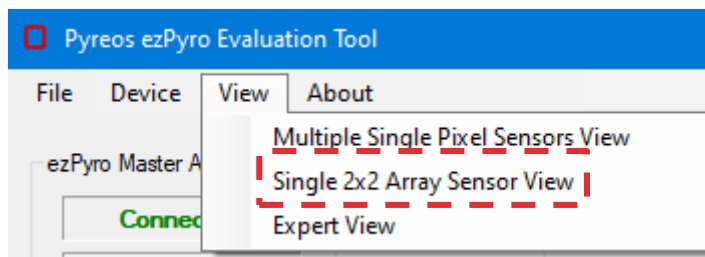 Pyreos ezPyro Evaluation Tool
File Device View About
Multiple Single Pixel Sensors View
ezPyro Master A
Single 2x2 Array Sensor View
Connec
Expert View